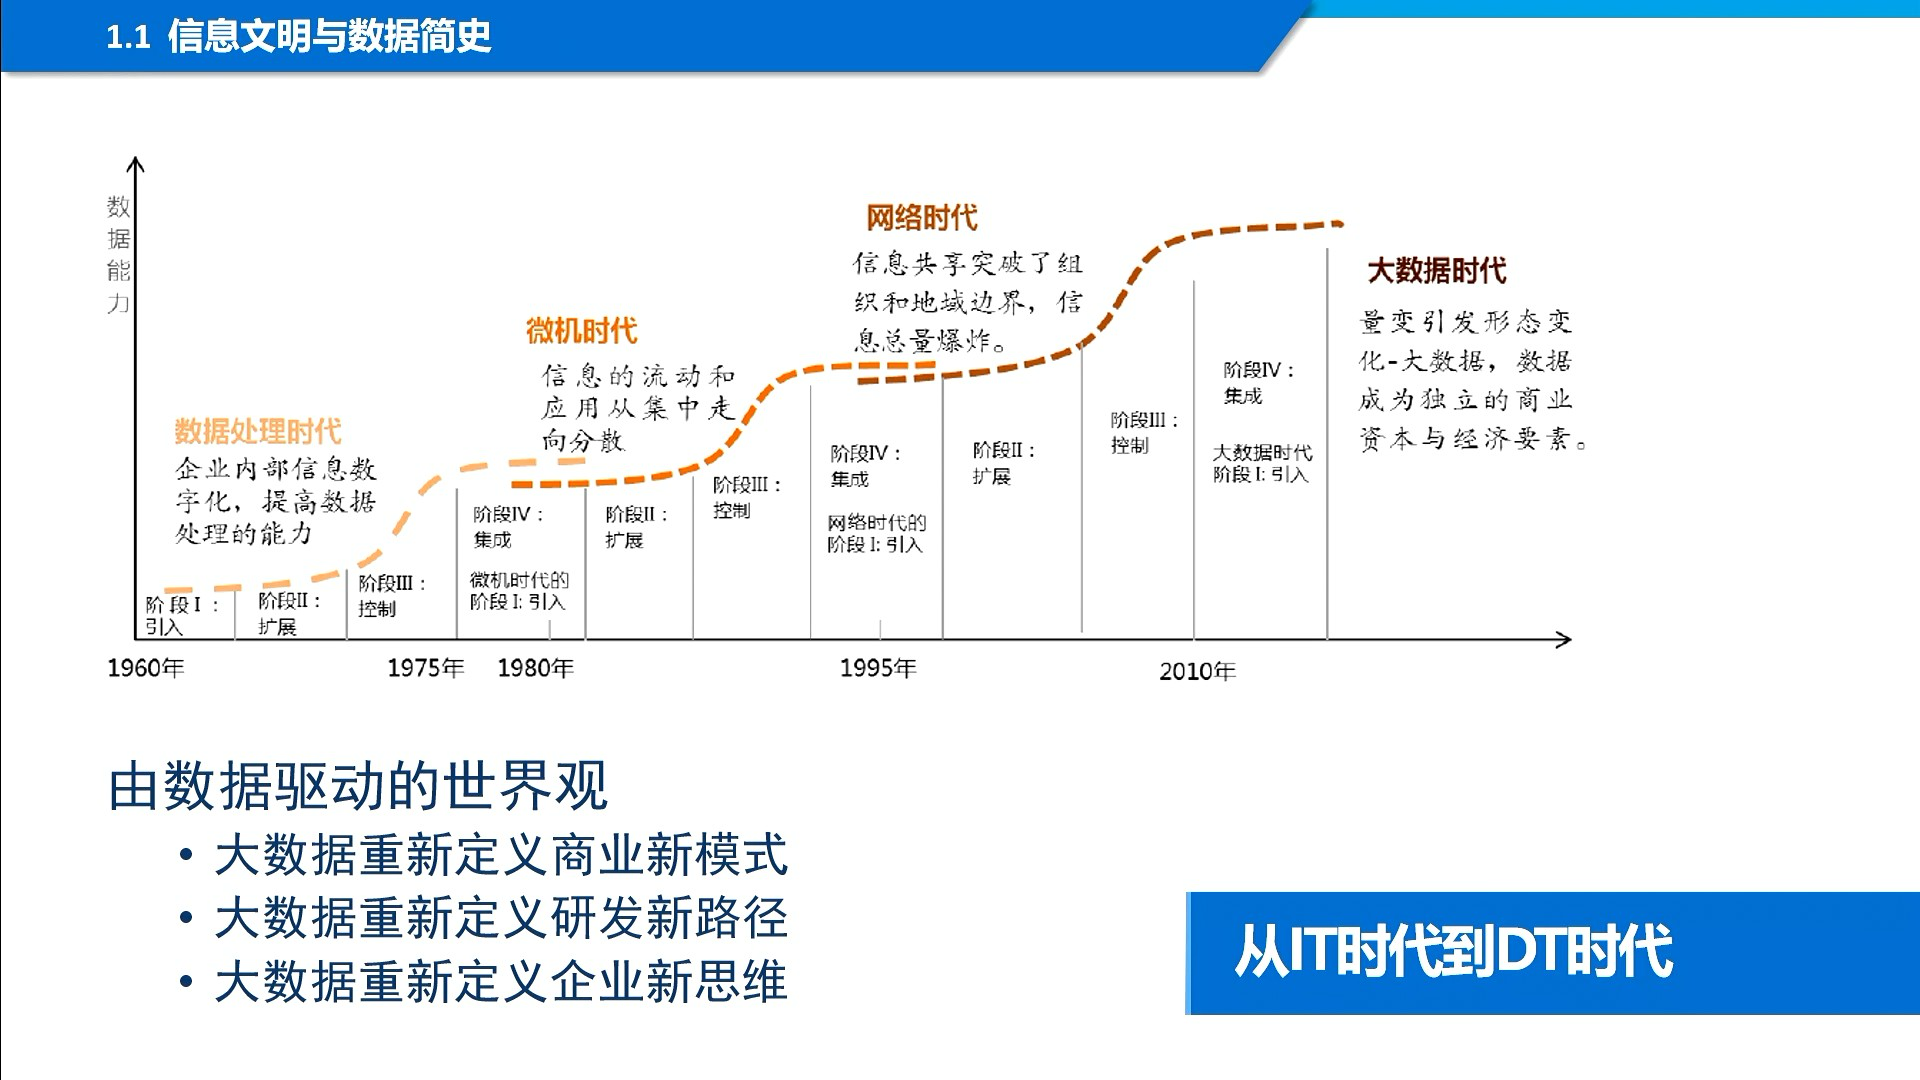 1.1 信息文明与数据简史
数据能力
数据处理时代
企业内部信息数
字化，提高数据
处理的能力
微机时代
信息的流动和
应用从集中走
向分散
网络时代
信息共享突破了组
织和地域边界，信
息总量爆炸。
大数据时代
量变引发形态变
化-大数据，数据
成为独立的商业
资本与经济要素。
阶段I：
引入
阶段II：
扩展
阶段III：
控制
阶段IV：
集成
微机时代的
阶段 I: 引入
阶段II：
扩展
阶段III：
控制
阶段IV：
集成
网络时代的
阶段 I: 引入
阶段II：
扩展
阶段III：
控制
阶段IV：
集成
大数据时代
阶段 I: 引入
1960年
1975年
1980年
1995年
2010年
由数据驱动的世界观
• 大数据重新定义商业新模式
• 大数据重新定义研发新路径
• 大数据重新定义企业新思维
从IT时代到DT时代